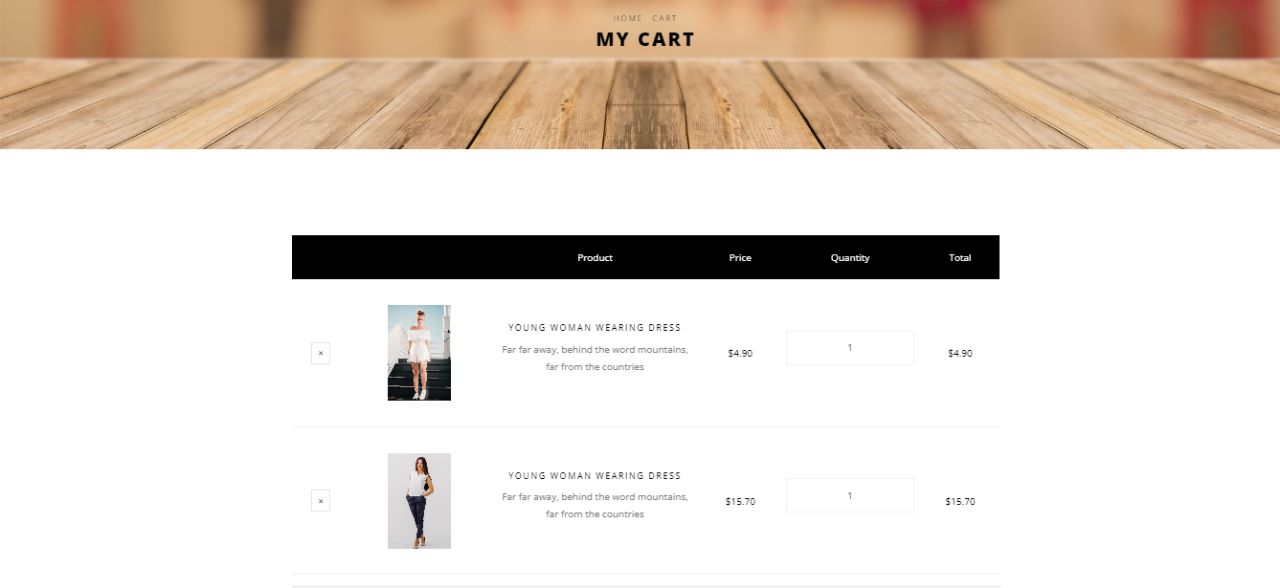 HOME CART
MY CART
Product Price Quantity Total
YOUNG WOMAN WEARING DRESS
Far far away, behind the word mountains,
far from the countries
× $4.90 1 $4.90
YOUNG WOMAN WEARING DRESS
Far far away, behind the word mountains,
far from the countries
× $15.70 1 $15.70